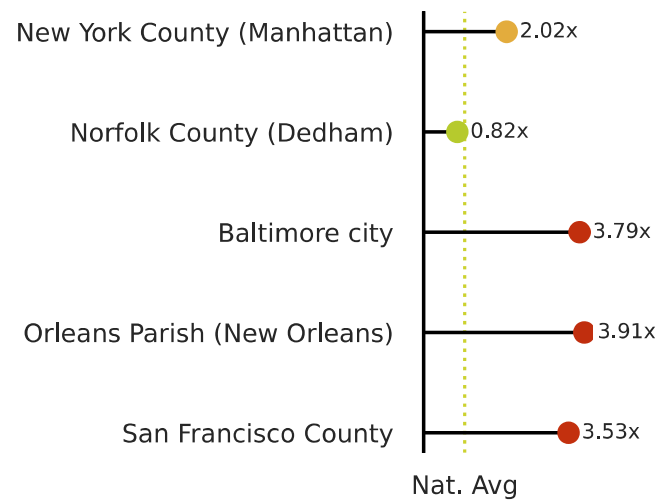 New York County (Manhattan) 2.02x
Norfolk County (Dedham) 0.82x
Baltimore city 3.79x
Orleans Parish (New Orleans) 3.91x
San Francisco County 3.53x
Nat. Avg